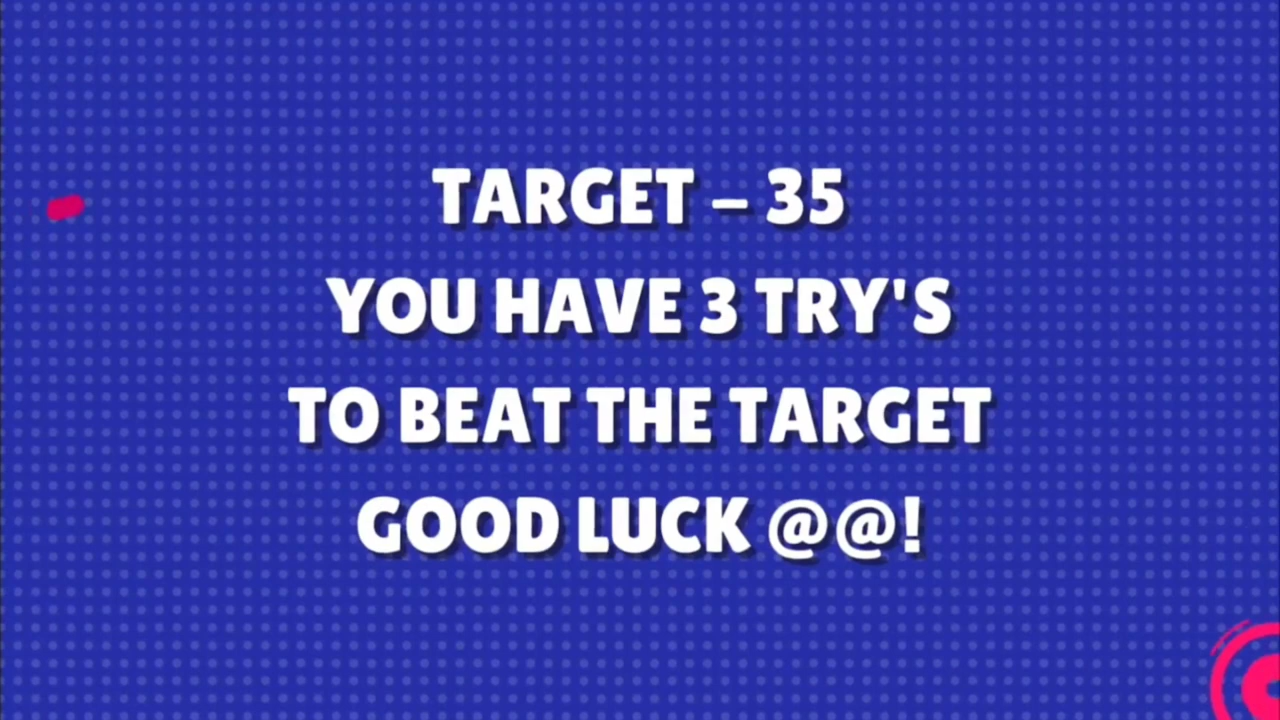 TARGET – 35
YOU HAVE 3 TRY'S
TO BEAT THE TARGET
GOOD LUCK @@!